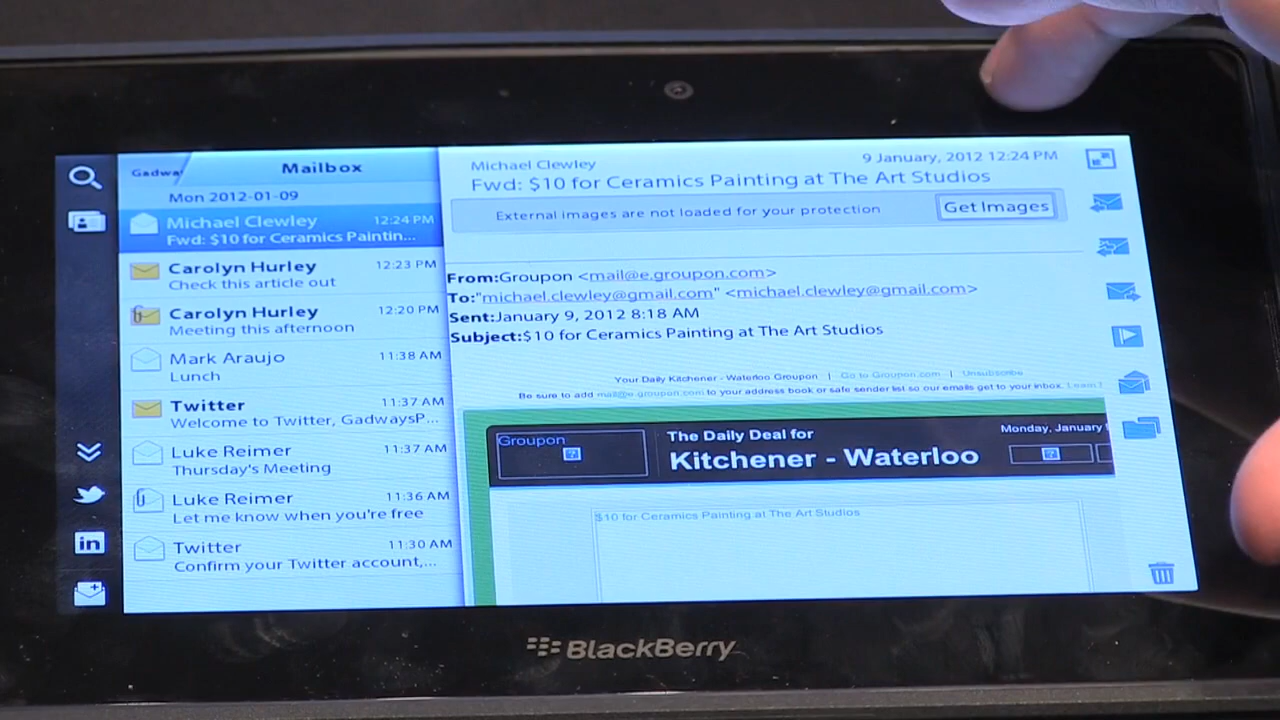 Mailbox
Mon 2012-01-09
Michael Clewley 12:24 PM
Fwd: $10 for Ceramics Paintin...
Carolyn Hurley 12:23 PM
Check this article out
Carolyn Hurley 12:20 PM
Meeting this afternoon
Mark Araujo 11:38 AM
Lunch
Twitter 11:37 AM
Welcome to Twitter, GadwaysP...
Luke Reimer 11:37 AM
Thursday's Meeting
Luke Reimer 11:36 AM
Let me know when you're free
Twitter 11:30 AM
Confirm your Twitter account,...
in
Michael Clewley 9 January, 2012 12:24 PM
Fwd: $10 for Ceramics Painting at The Art Studios
External images are not loaded for your protection Get Images
From:Groupon <mail@e.groupon.com>
To:"michael.clewley@gmail.com" <michael.clewley@gmail.com>
Sent:January 9, 2012 8:18 AM
Subject:$10 for Ceramics Painting at The Art Studios
Your Daily Kitchener - Waterloo Groupon | Go to Groupon.com | Unsubscribe
Be sure to add mail@e.groupon.com to your address book or safe sender list so our emails get to your inbox. Learn
Groupon
The Daily Deal for Monday, January
Kitchener - Waterloo
$10 for Ceramics Painting at The Art Studios
BlackBerry